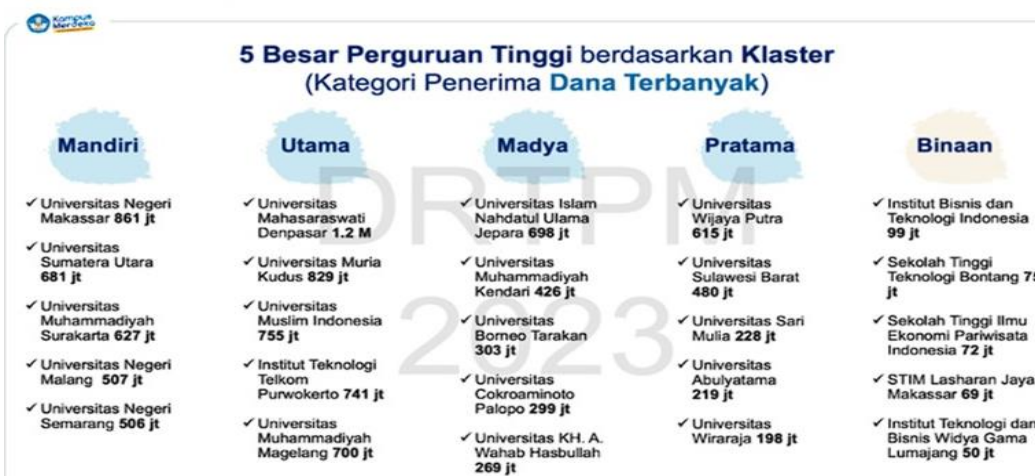 Kampus
Merdeka
5 Besar Perguruan Tinggi berdasarkan Klaster
(Kategori Penerima Dana Terbanyak)
DRTPM
2023
Mandiri
✓ Universitas Negeri
Makassar 861 jt
✓ Universitas
Sumatera Utara
681 jt
✓ Universitas
Muhammadiyah
Surakarta 627 jt
✓ Universitas Negeri
Malang 507 jt
✓ Universitas Negeri
Semarang 506 jt
Utama
✓ Universitas
Mahasaraswati
Denpasar 1.2 M
✓ Universitas Muria
Kudus 829 jt
✓ Universitas
Muslim Indonesia
755 jt
✓ Institut Teknologi
Telkom
Purwokerto 741 jt
✓ Universitas
Muhammadiyah
Magelang 700 jt
Madya
✓ Universitas Islam
Nahdatul Ulama
Jepara 698 jt
✓ Universitas
Muhammadiyah
Kendari 426 jt
✓ Universitas
Borneo Tarakan
303 jt
✓ Universitas
Cokroaminoto
Palopo 299 jt
✓ Universitas KH. A.
Wahab Hasbullah
269 jt
Pratama
✓ Universitas
Wijaya Putra
615 jt
✓ Universitas
Sulawesi Barat
480 jt
✓ Universitas Sari
Mulia 228 jt
✓ Universitas
Abulyatama
219 jt
✓ Universitas
Wiraraja 198 jt
Binaan
✓ Institut Bisnis dan
Teknologi Indonesia
99 jt
✓ Sekolah Tinggi
Teknologi Bontang
jt
✓ Sekolah Tinggi Ilmu
Ekonomi Pariwisata
Indonesia 72 jt
✓ STIM Lasharan Jaya
Makassar 69 jt
✓ Institut Teknologi dan
Bisnis Widya Gama
Lumajang 50 jt